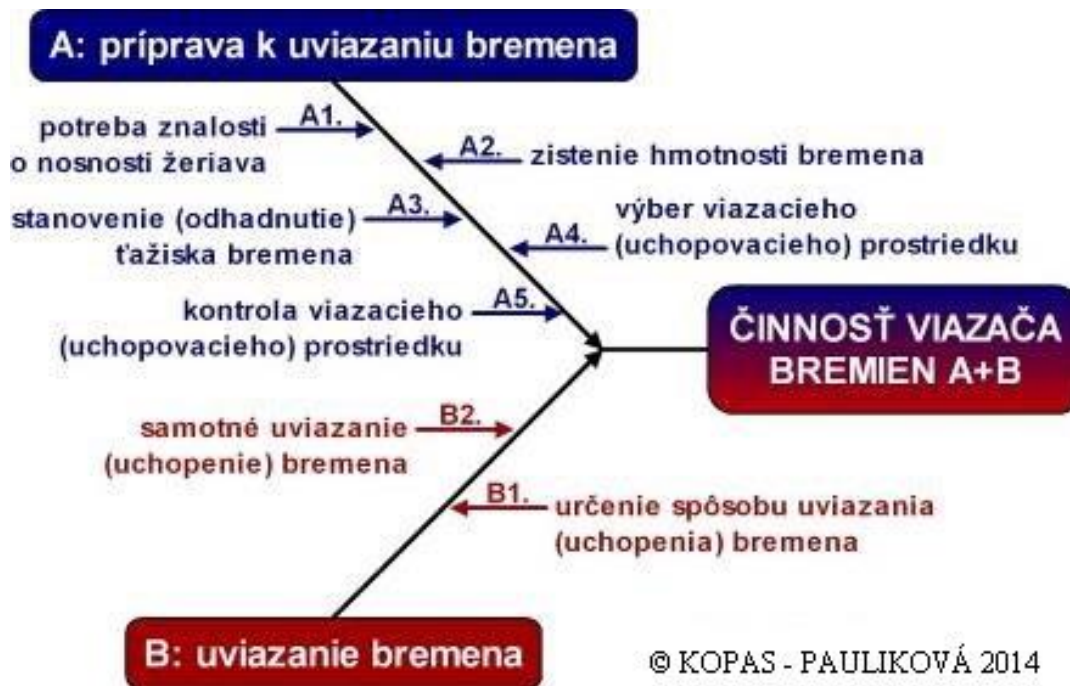 A: príprava k uviazaniu bremena
A1.
potreba znalosti
o nosnosti žeriava
A2.
zistenie hmotnosti bremena
A3.
stanovenie (odhadnutie)
ťažiska bremena
A4.
výber viazacieho
(uchopovacieho) prostriedku
A5.
kontrola viazacieho
(uchopovacieho) prostriedku
ČINNOSŤ VIAZAČA
BREMIEN A+B
B2.
samotné uviazanie
(uchopenie) bremena
B1.
určenie spôsobu uviazania
(uchopenia) bremena
B: uviazanie bremena
© KOPAS - PAULIKOVÁ 2014